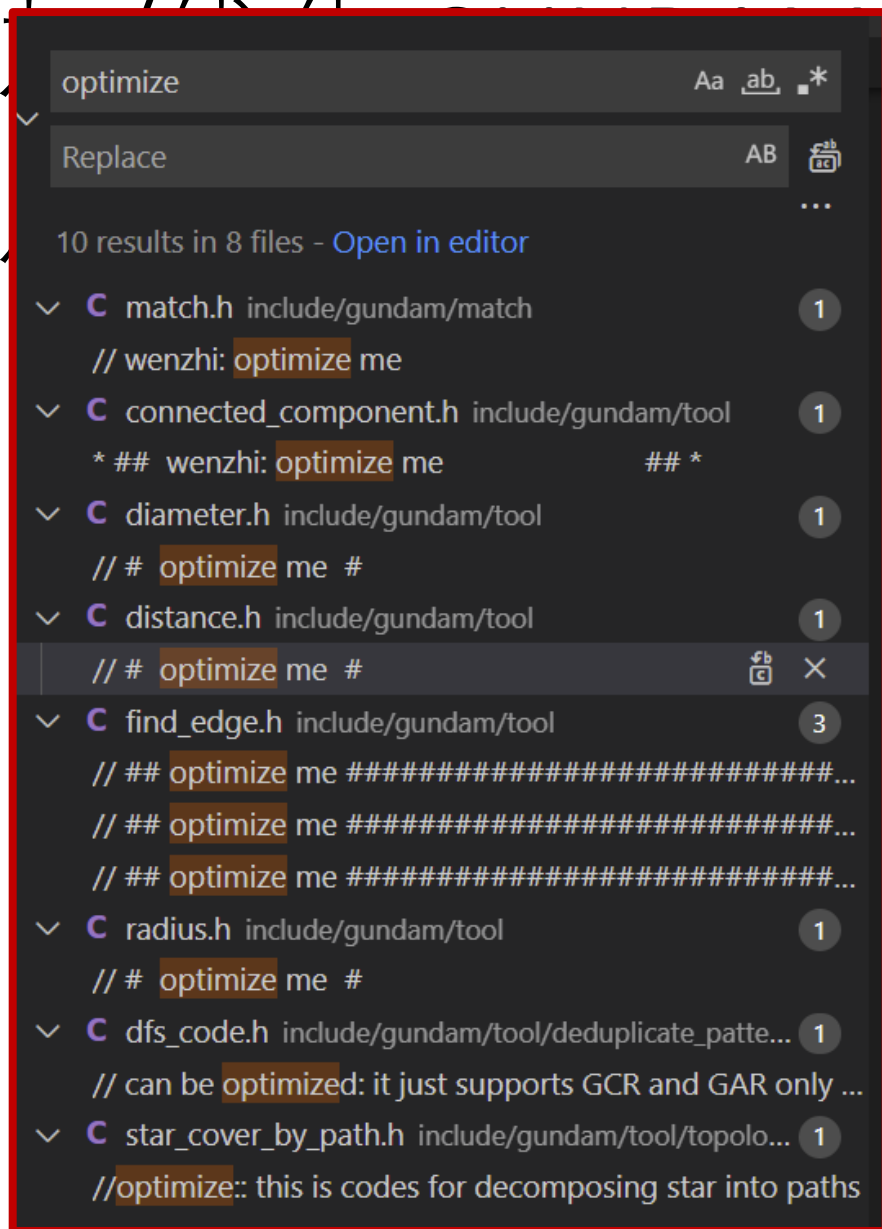 optimize Aa ab .*
Replace AB
...
10 results in 8 files - Open in editor
C match.h include/gundam/match 1
// wenzhi: optimize me
C connected_component.h include/gundam/tool 1
* ## wenzhi: optimize me ## *
C diameter.h include/gundam/tool 1
// # optimize me #
C distance.h include/gundam/tool 1
// # optimize me #
C find_edge.h include/gundam/tool 3
// ## optimize me ###########################...
// ## optimize me ###########################...
// ## optimize me ###########################...
C radius.h include/gundam/tool 1
// # optimize me #
C dfs_code.h include/gundam/tool/deduplicate_patte... 1
// can be optimized: it just supports GCR and GAR only ...
C star_cover_by_path.h include/gundam/tool/topolo... 1
//optimize:: this is codes for decomposing star into paths